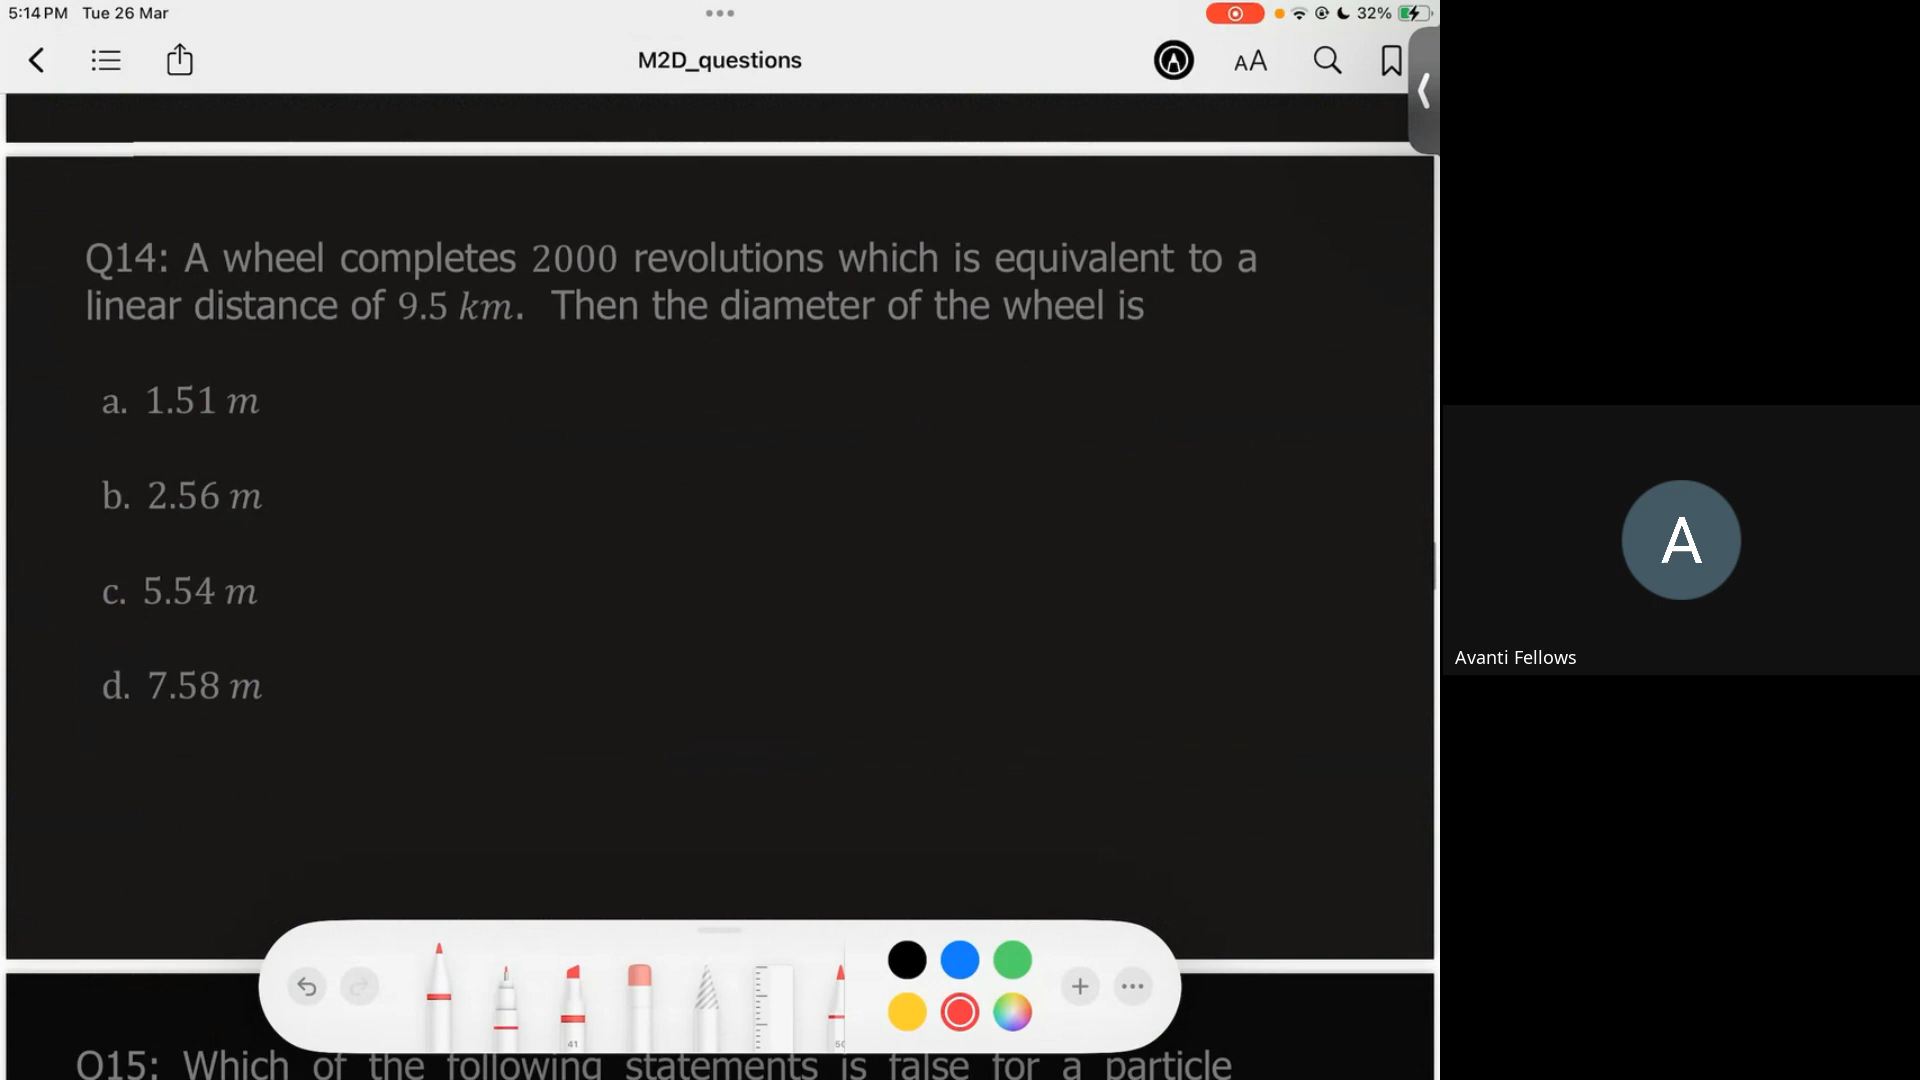 5:14 PM Tue 26 Mar
32%
M2D_questions
AA
Q14: A wheel completes 2000 revolutions which is equivalent to a
linear distance of 9.5 km. Then the diameter of the wheel is
a. 1.51 m
b. 2.56 m
c. 5.54 m
d. 7.58 m
A
Avanti Fellows
41
Q15: Which of the following statements is false for a particle